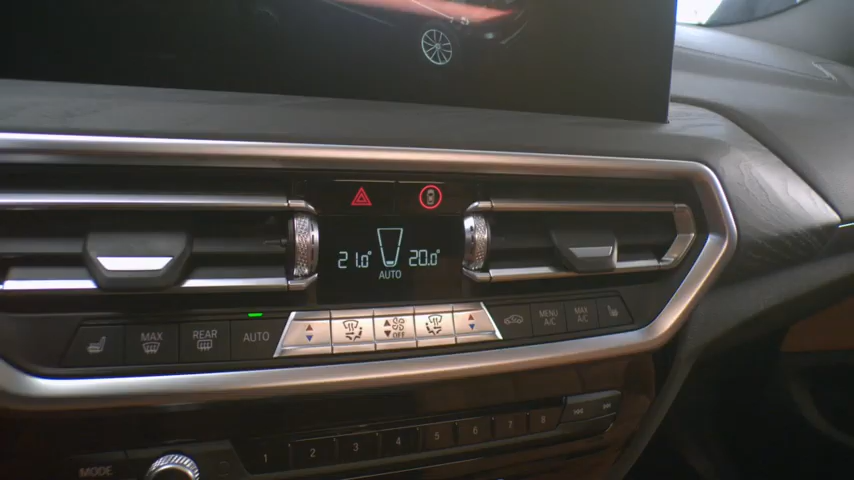 21.0° 20.0°
AUTO
MAX REAR AUTO OFF MENU A/C MAX A/C
MODE 1 2 3 4 5 6 7 8